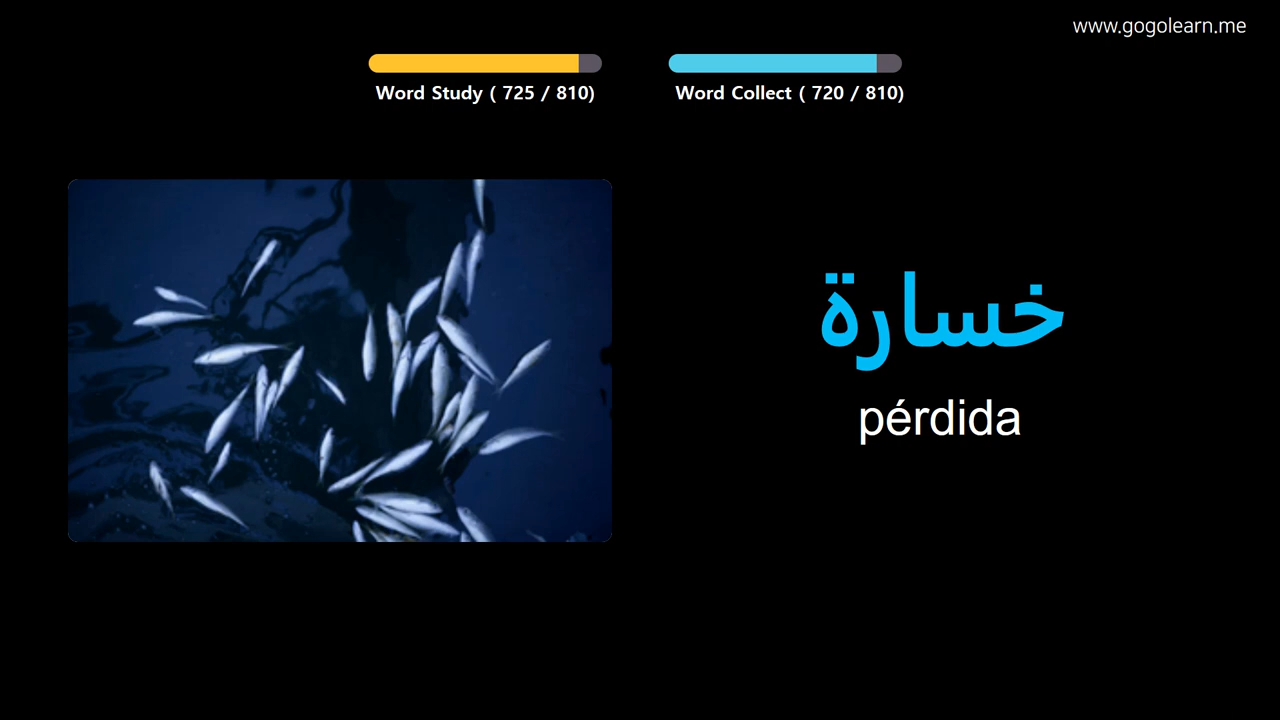 www.gogolearn.me
Word Study ( 725 / 810)
Word Collect ( 720 / 810)
خسارة
pérdida